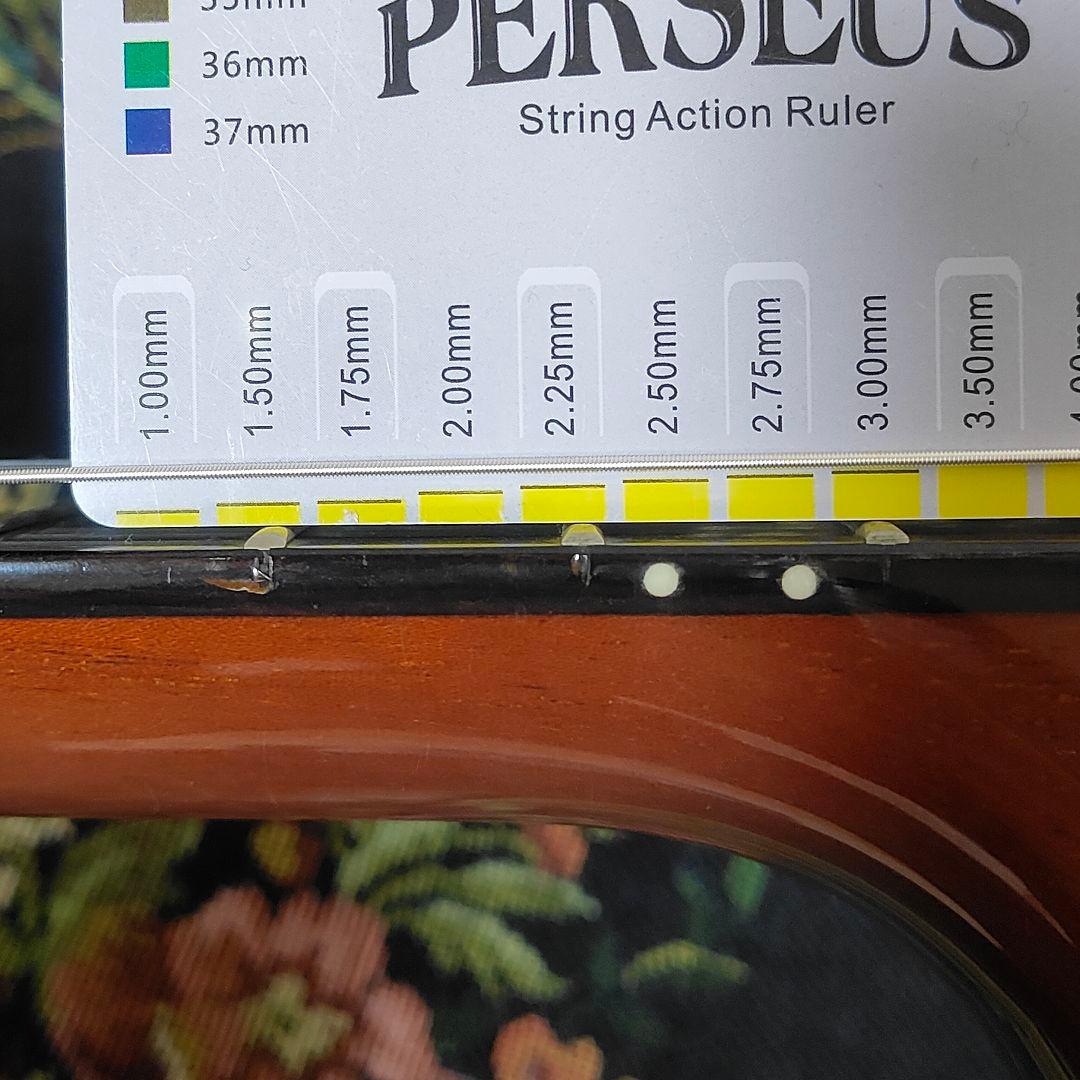 PERSEUS
36mm
String Action Ruler
37mm
1.00mm
1.50mm
1.75mm
2.00mm
2.25mm
2.50mm
2.75mm
3.00mm
3.50mm